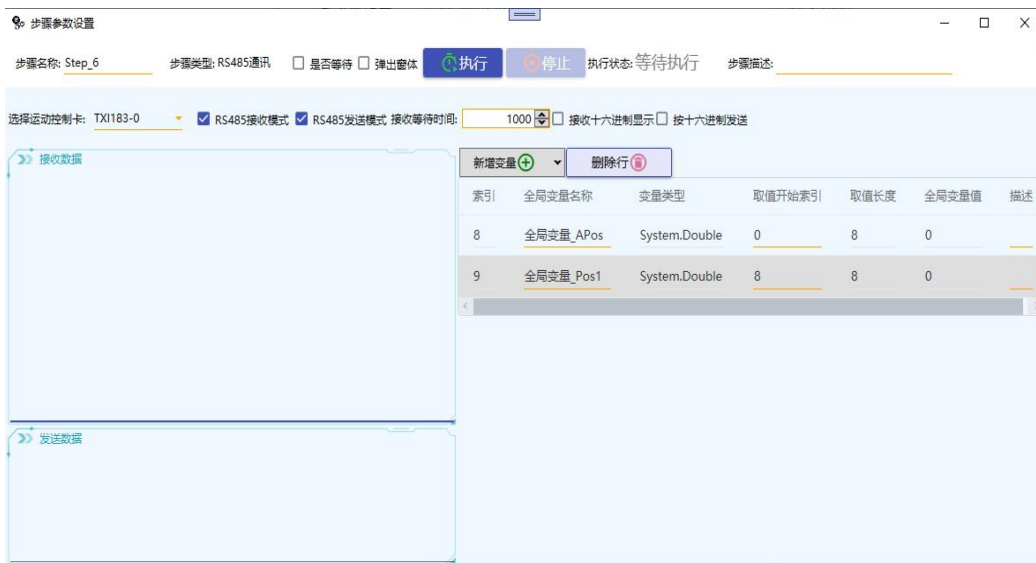 步骤参数设置
步骤名称: Step_6 步骤类型: RS485通讯 是否等待 弹出窗体 执行 停止 执行状态: 等待执行 步骤描述:
选择运动控制卡: TXI183-0 RS485接收模式 RS485发送模式 接收等待时间: 1000 接收十六进制显示 按十六进制发送
接收数据
新增变量 删除行
索引 全局变量名称 变量类型 取值开始索引 取值长度 全局变量值 描述
8 全局变量_APos System.Double 0 8 0
9 全局变量_Pos1 System.Double 8 8 0
发送数据